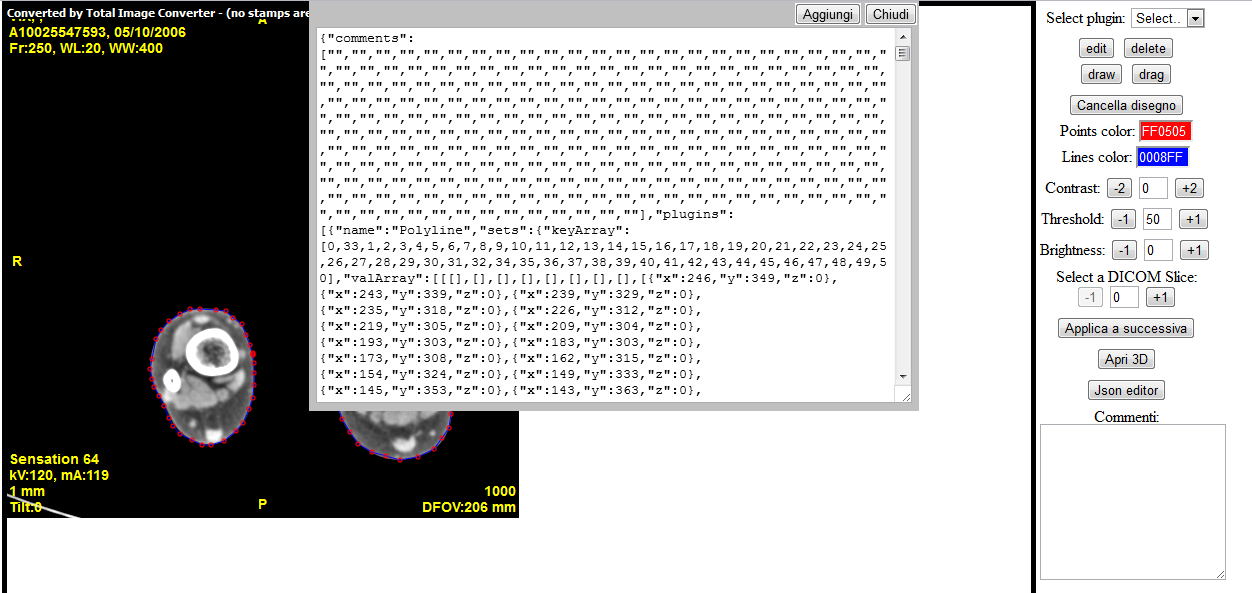 Converted by Total Image Converter - (no stamps are
A10025547593, 05/10/2006
Fr:250, WL:20, WW:400
A
R
Sensation 64
kV:120, mA:119
1 mm
Tilt:0
P
1000
DFOV:206 mm
Aggiungi Chiudi
{"comments":
["","","","","","","","","","","","","","","","","","","","","","","","
","","","","","","","","","","","","","","","","","","","","","","","",
"","","","","","","","","","","","","","","","","","","","","","","",""
,"","","","","","","","","","","","","","","","","","","","","","","","
","","","","","","","","","","","","","","","","","","","","","","","",
"","","","","","","","","","","","","","","","","","","","","","","",""
,"","","","","","","","","","","","","","","","","","","","","","","","
","","","","","","","","","","","","","","","","","","","","","","","",
"","","","","","","","","","","","","","","","","","","","","","","",""
,"","","","","","","","","","","","","","","","","","","","","","","","
","","","","","","","","","","","","",""],"plugins":
[{"name":"Polyline","sets":{"keyArray":
[0,33,1,2,3,4,5,6,7,8,9,10,11,12,13,14,15,16,17,18,19,20,21,22,23,24,25
,26,27,28,29,30,31,32,34,35,36,37,38,39,40,41,42,43,44,45,46,47,48,49,5
0],"valArray":[[[],[],[],[],[],[],[],[],[{"x":246,"y":349,"z":0},
{"x":243,"y":339,"z":0},{"x":239,"y":329,"z":0},
{"x":235,"y":318,"z":0},{"x":226,"y":312,"z":0},
{"x":219,"y":305,"z":0},{"x":209,"y":304,"z":0},
{"x":193,"y":303,"z":0},{"x":183,"y":303,"z":0},
{"x":173,"y":308,"z":0},{"x":162,"y":315,"z":0},
{"x":154,"y":324,"z":0},{"x":149,"y":333,"z":0},
{"x":145,"y":353,"z":0},{"x":143,"y":363,"z":0},
Select plugin: Select..
edit delete
draw drag
Cancella disegno
Points color: FF0505
Lines color: 0008FF
Contrast: -2 0 +2
Threshold: -1 50 +1
Brightness: -1 0 +1
Select a DICOM Slice:
-1 0 +1
Applica a successiva
Apri 3D
Json editor
Commenti: